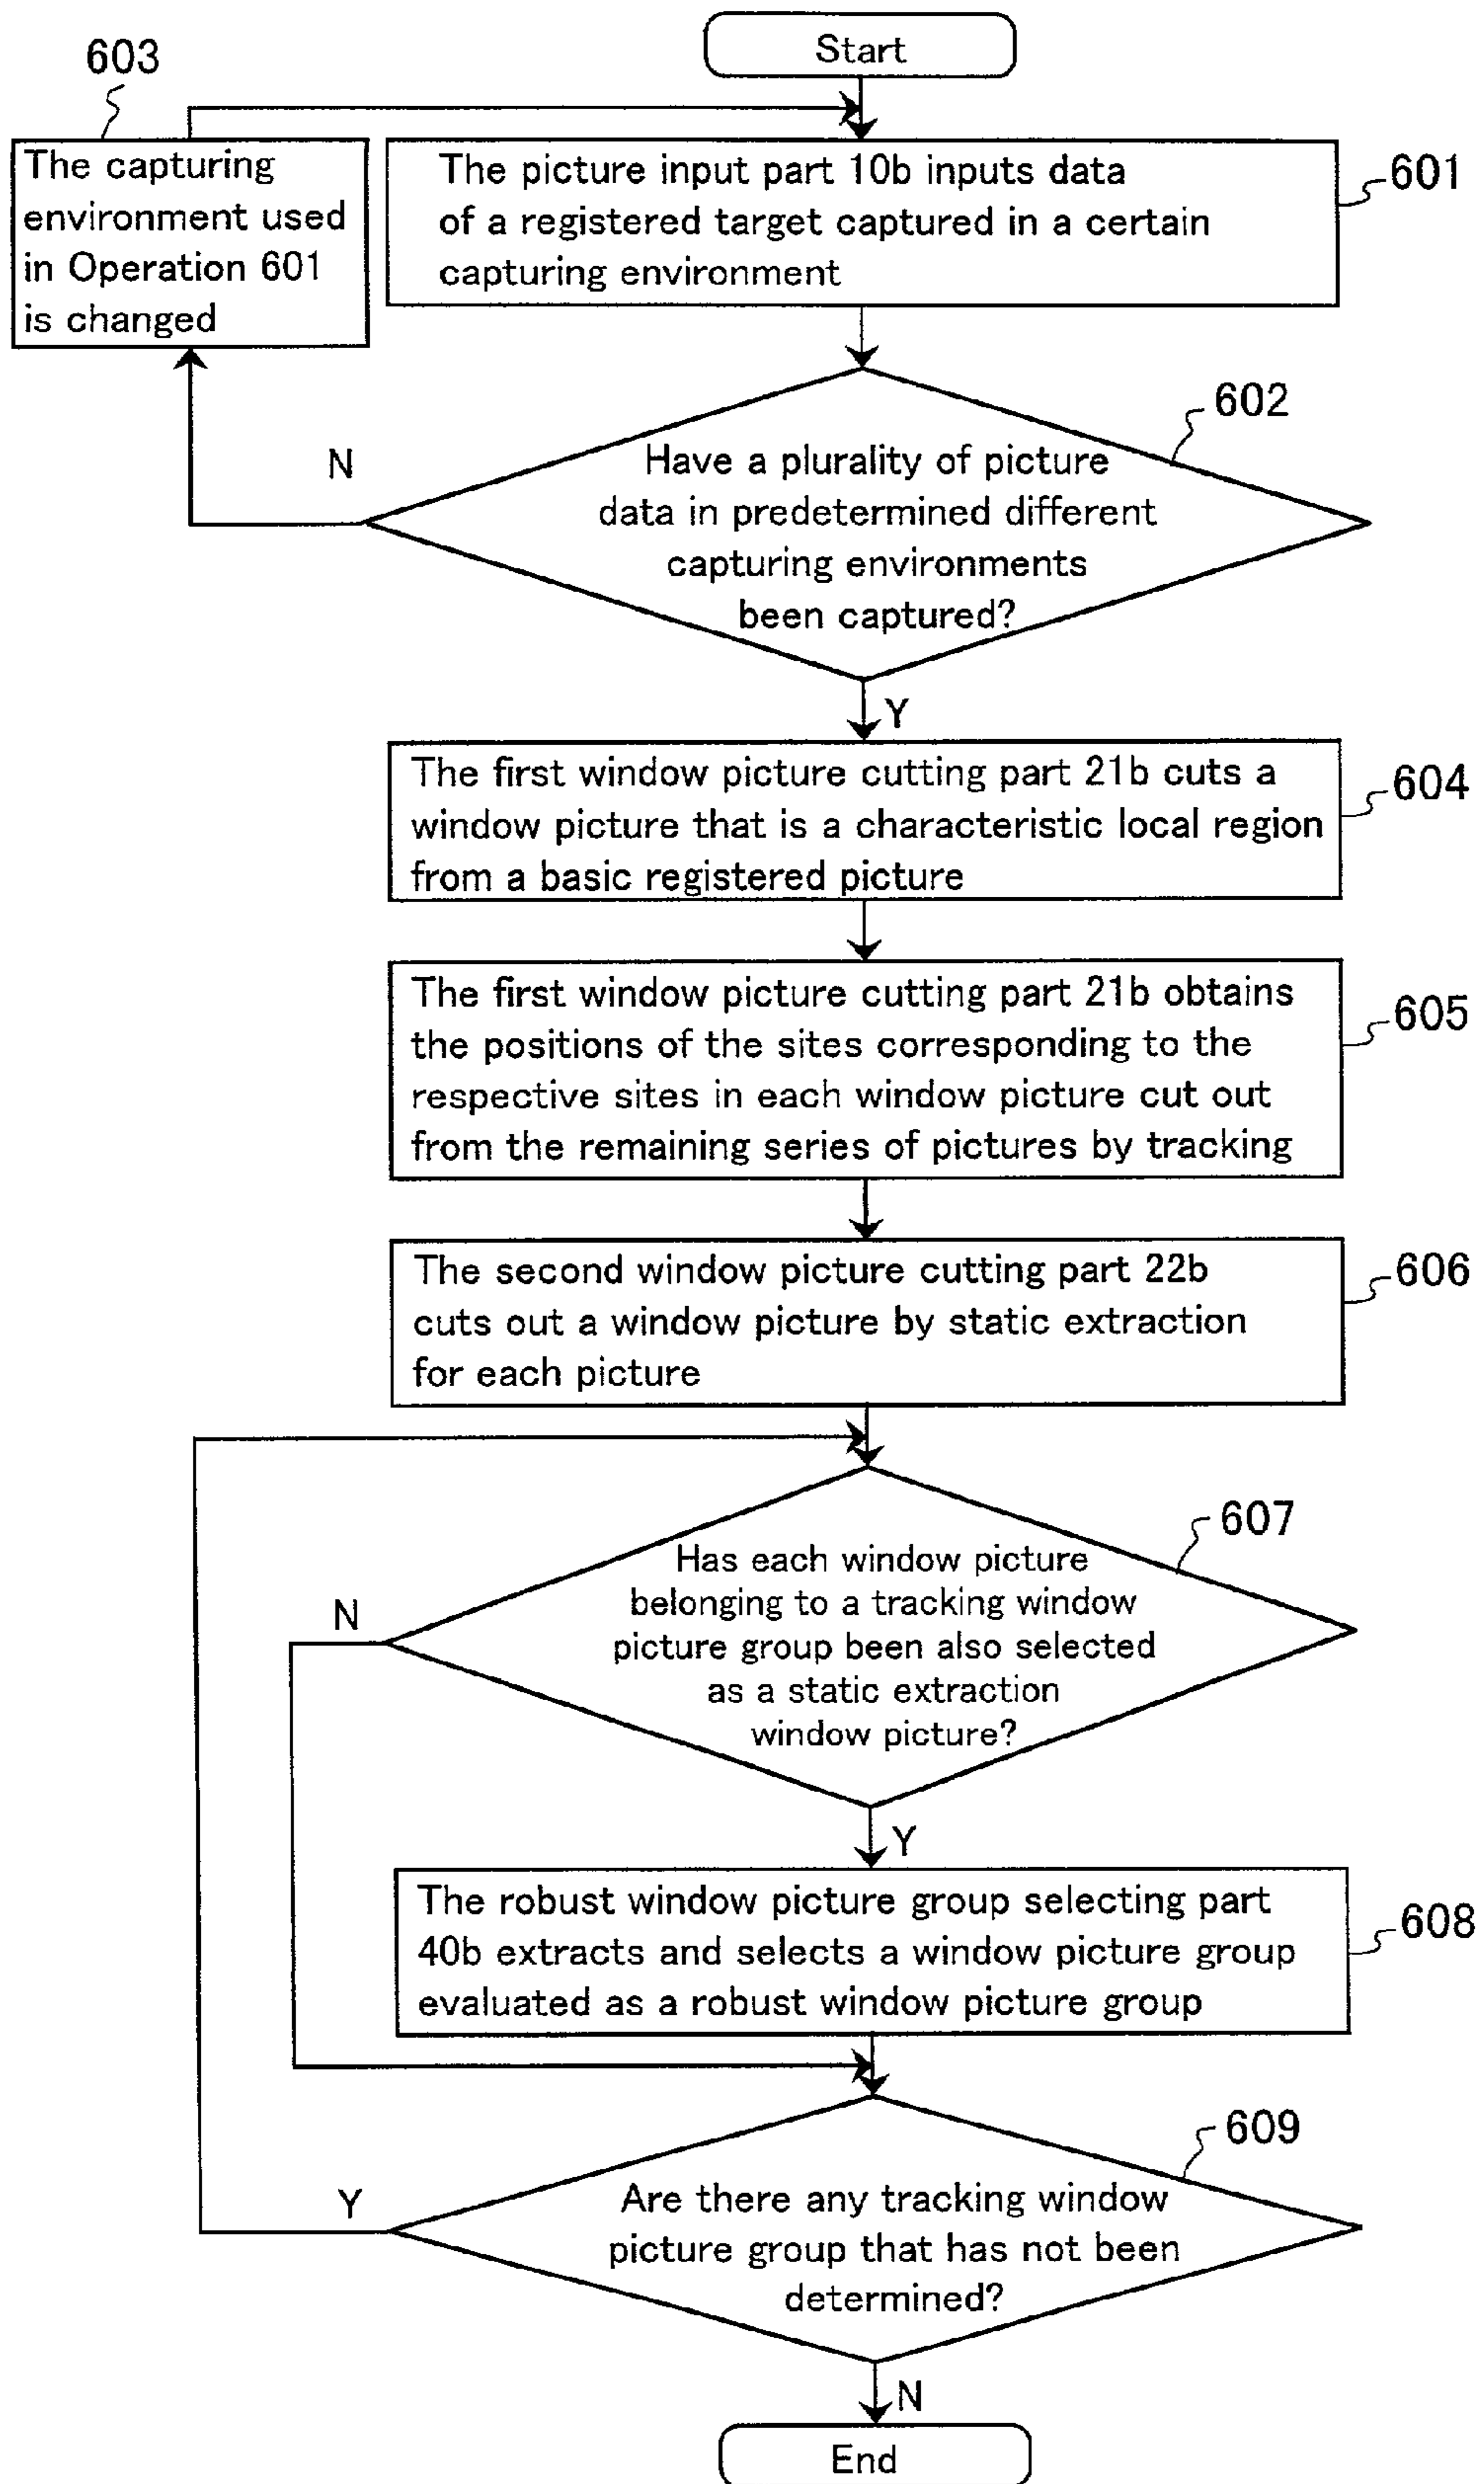 Start
603
The capturing
environment used
in Operation 601
is changed
The picture input part 10b inputs data
of a registered target captured in a certain
capturing environment
601
602
N
Have a plurality of picture
data in predetermined different
capturing environments
been captured?
Y
The first window picture cutting part 21b cuts a
window picture that is a characteristic local region
from a basic registered picture
604
The first window picture cutting part 21b obtains
the positions of the sites corresponding to the
respective sites in each window picture cut out
from the remaining series of pictures by tracking
605
The second window picture cutting part 22b
cuts out a window picture by static extraction
for each picture
606
607
N
Has each window picture
belonging to a tracking window
picture group been also selected
as a static extraction
window picture?
Y
The robust window picture group selecting part
40b extracts and selects a window picture group
evaluated as a robust window picture group
608
609
Y
Are there any tracking window
picture group that has not been
determined?
N
End